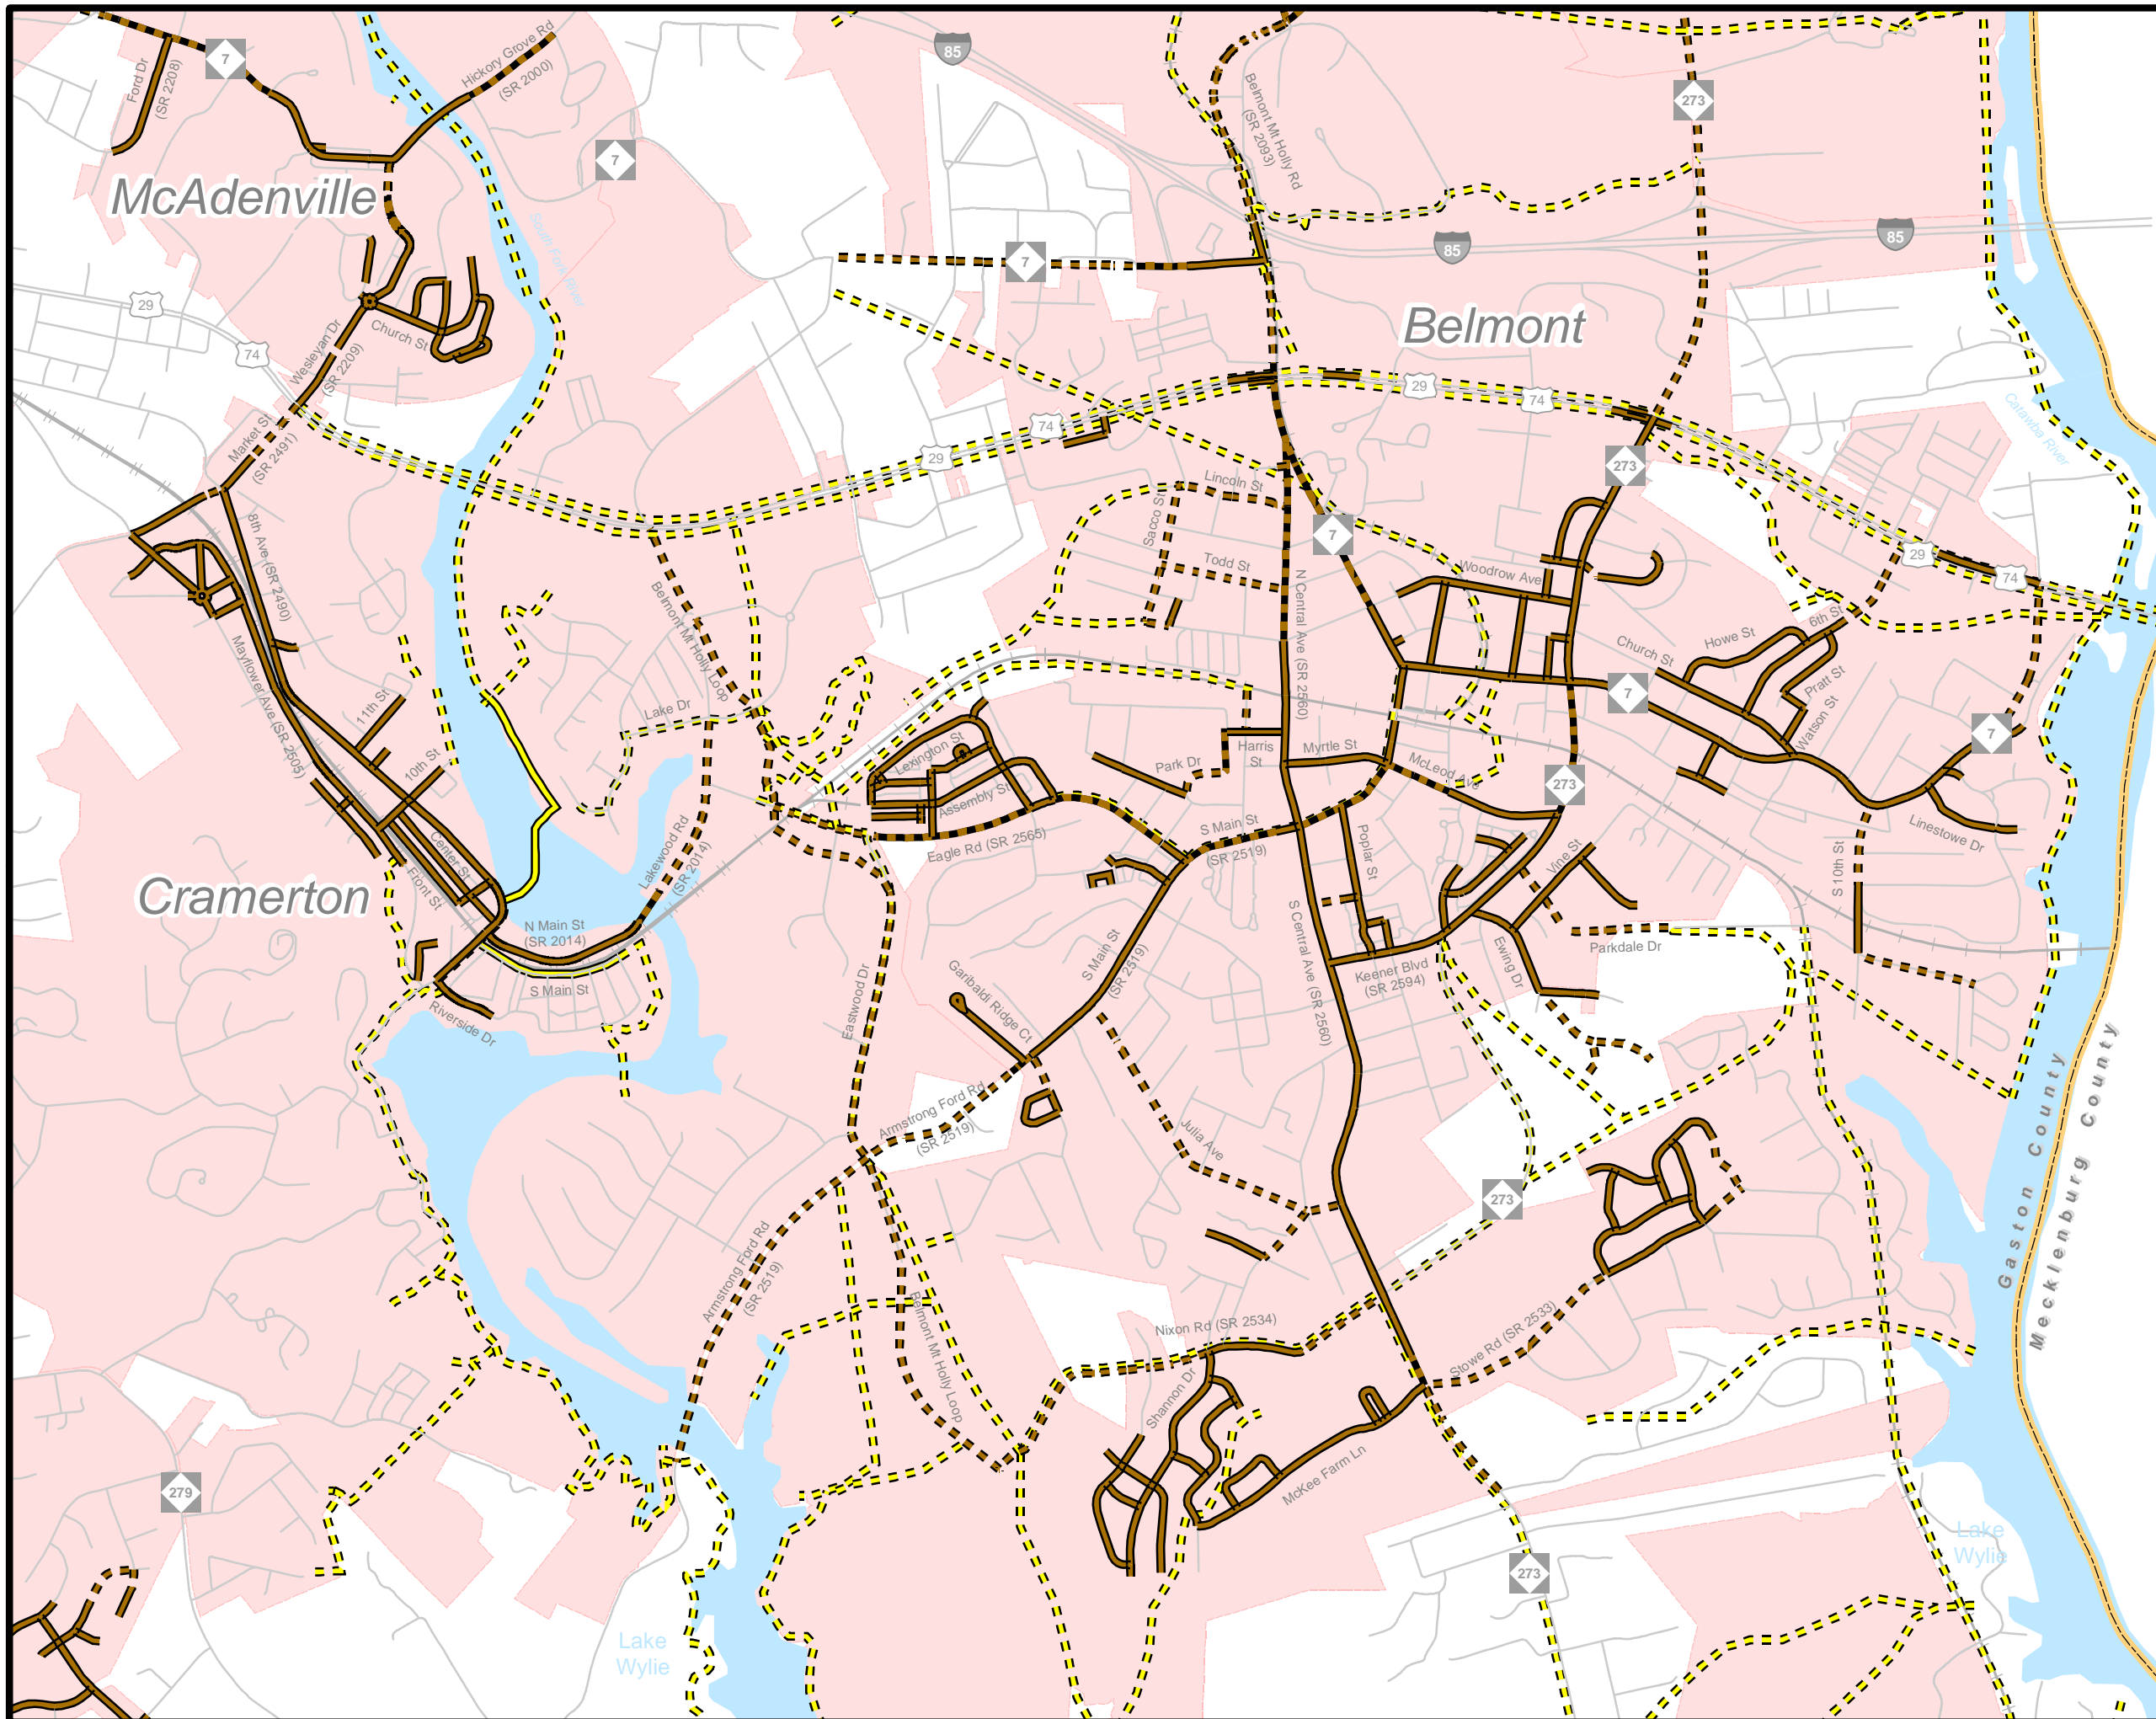 7
Ford Dr
(SR 2208)
Hickory Grove Rd
(SR 2000)
85
Belmont Mt Holly Rd
(SR 2093)
273
7
McAdenville
South Fork River
7
85
85
29
74
Wesleyan Dr
(SR 2209)
Church St
Belmont
29
74
74
29
Catawba River
Market St
(SR 2491)
273
Lincoln St
Sacco St
7
Todd St
8th Ave (SR 2490)
Woodrow Ave
29
74
Belmont Mt Holly Loop
N Central Ave (SR 2560)
Mayflower Ave (SR 2505)
Church St
Howe St
6th St
Pratt St
Watson St
7
7
11th St
10th St
Lake Dr
Lexington St
Assembly St
Park Dr
Harris
St
Myrtle St
McLeod Ave
273
Eagle Rd (SR 2565)
S Main St
(SR 2519)
Poplar St
Vine St
S 10th St
Linestowe Dr
Lakewood Rd
(SR 2014)
Center St
Front St
Cramerton
N Main St
(SR 2014)
S Main St
Riverside Dr
Eastwood Dr
Garibaldi Ridge Ct
S Main St
(SR 2519)
S Central Ave (SR 2560)
Keener Blvd
(SR 2594)
Ewing Dr
Parkdale Dr
Armstrong Ford Rd
(SR 2519)
Julia Ave
273
Gaston County
Mecklenburg County
Armstrong Ford Rd
(SR 2519)
Belmont Mt Holly Loop
Nixon Rd (SR 2534)
Stowe Rd (SR 2533)
Shannon Dr
McKee Farm Ln
279
273
Lake
Wylie
Lake
Wylie